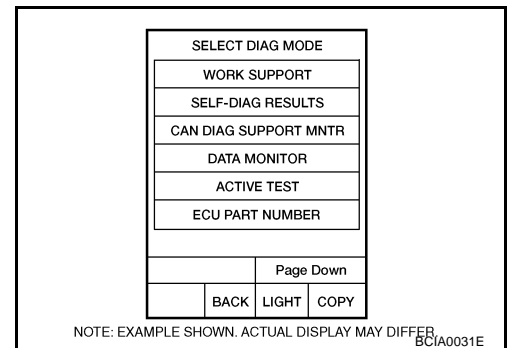 SELECT DIAG MODE
WORK SUPPORT
SELF-DIAG RESULTS
CAN DIAG SUPPORT MNTR
DATA MONITOR
ACTIVE TEST
ECU PART NUMBER
Page Down
BACK LIGHT COPY
NOTE: EXAMPLE SHOWN. ACTUAL DISPLAY MAY DIFFER.
BCIA0031E